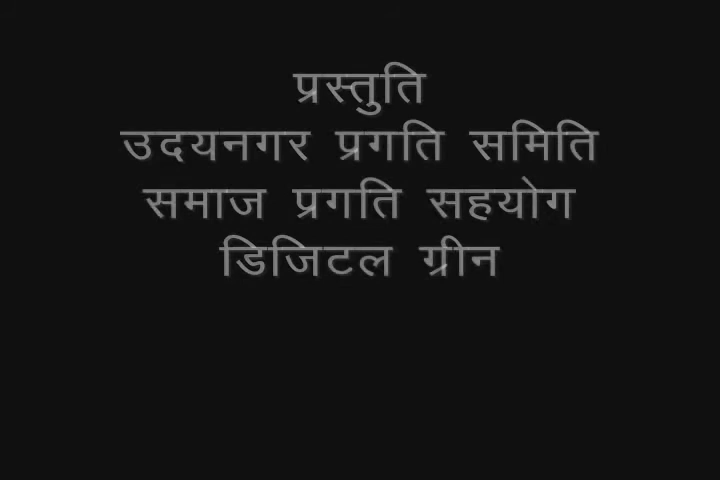 प्रस्तुति
उदयनगर प्रगति समिति
समाज प्रगति सहयोग
डिजिटल ग्रीन